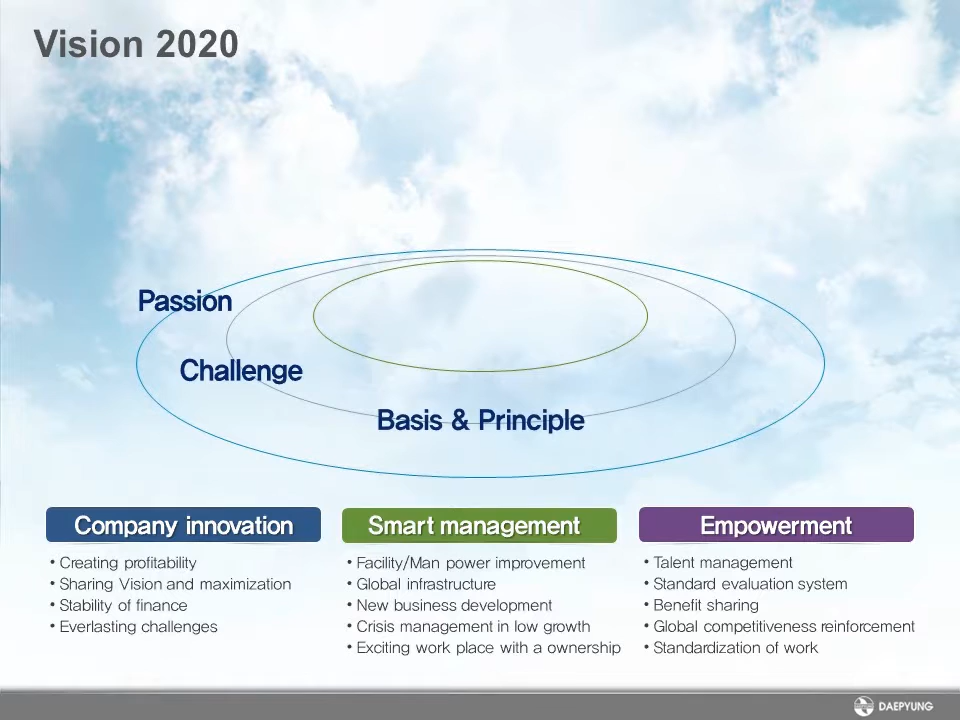 Vision 2020
Passion
Challenge
Basis & Principle
Company innovation
• Creating profitability
• Sharing Vision and maximization
• Stability of finance
• Everlasting challenges
Smart management
• Facility/Man power improvement
• Global infrastructure
• New business development
• Crisis management in low growth
• Exciting work place with a ownership
Empowerment
• Talent management
• Standard evaluation system
• Benefit sharing
• Global competitiveness reinforcement
• Standardization of work
DAEPYUNG